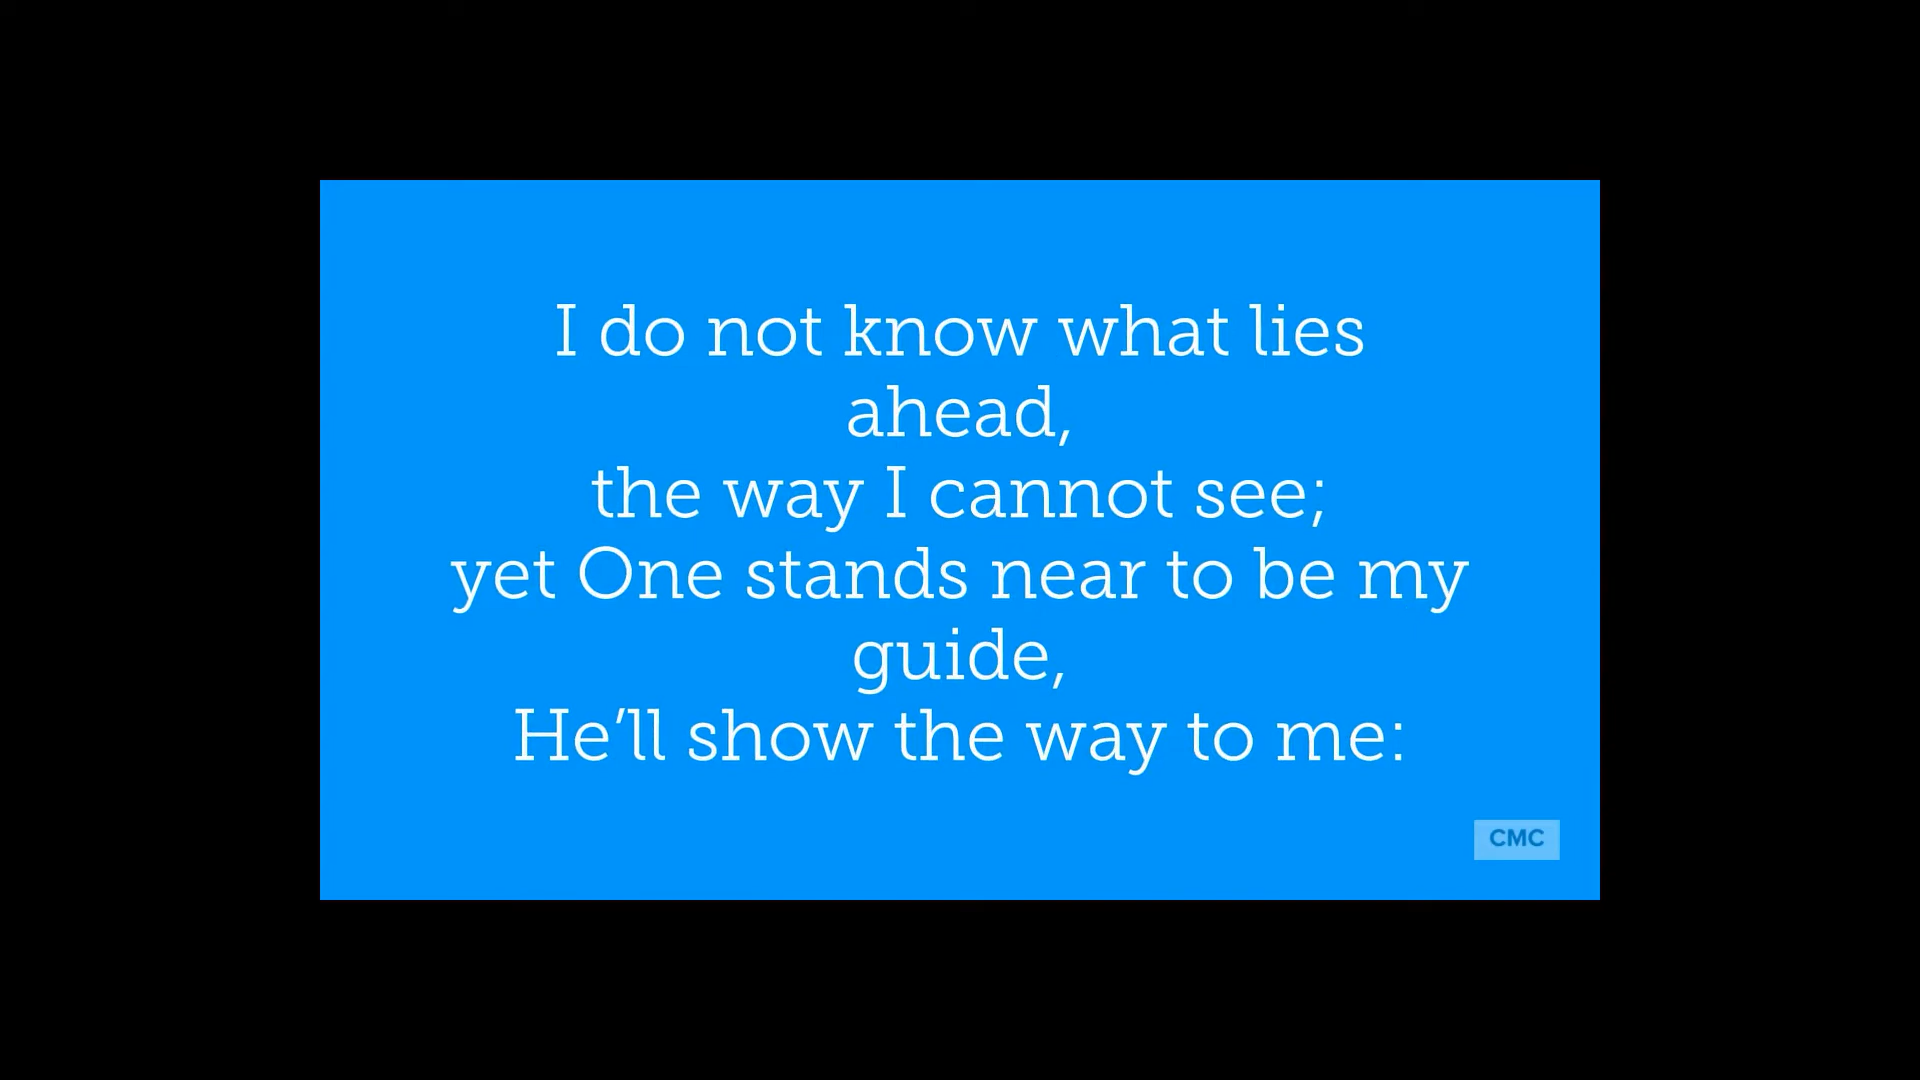 I do not know what lies
ahead,
the way I cannot see;
yet One stands near to be my
guide,
He’ll show the way to me:
CMC